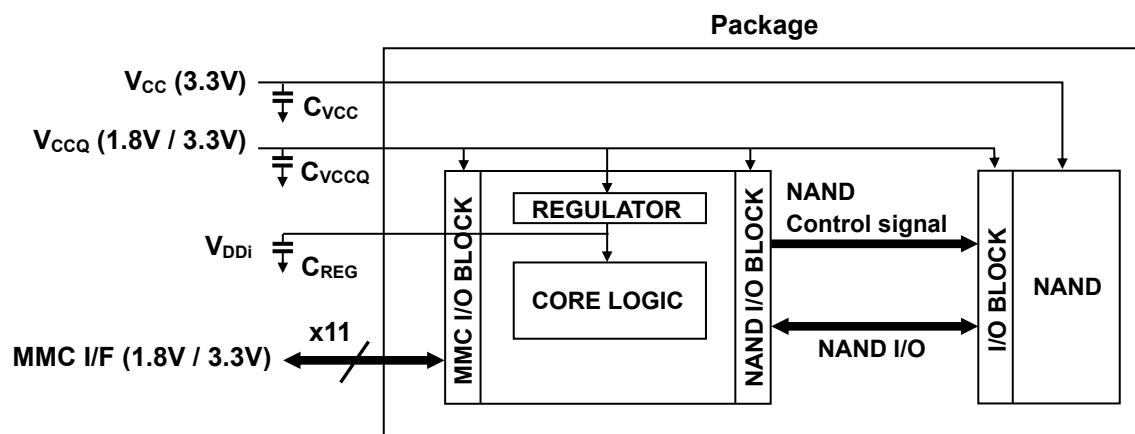 Package
VCC (3.3V)
CVCC
VCCQ (1.8V / 3.3V)
CVCCQ
MMC I/O BLOCK
REGULATOR
NAND I/O BLOCK
NAND
Control signal
I/O BLOCK
NAND
VDDi
CREG
CORE LOGIC
x11
MMC I/F (1.8V / 3.3V)
NAND I/O